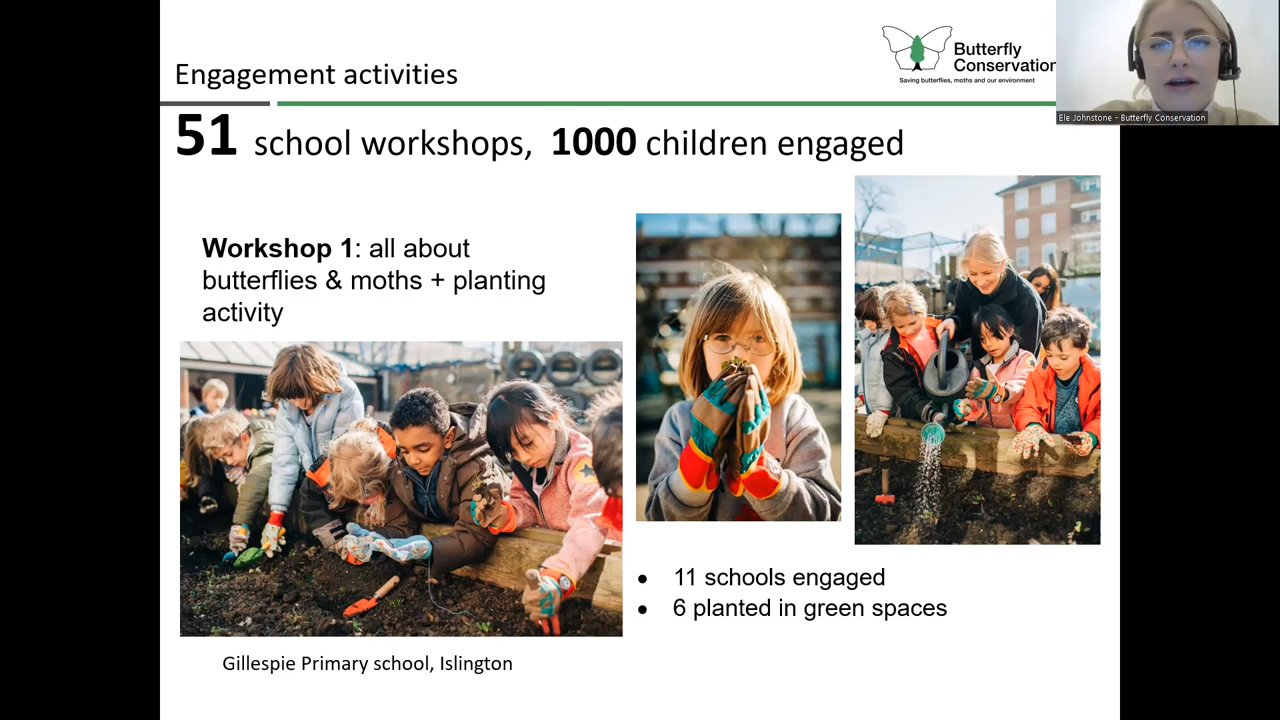 Engagement activities
Butterfly
Conservation
Saving butterflies, moths and our environment
Ele Johnstone - Butterfly Conservation
51 school workshops, 1000 children engaged
Workshop 1: all about
butterflies & moths + planting
activity
• 11 schools engaged
• 6 planted in green spaces
Gillespie Primary school, Islington